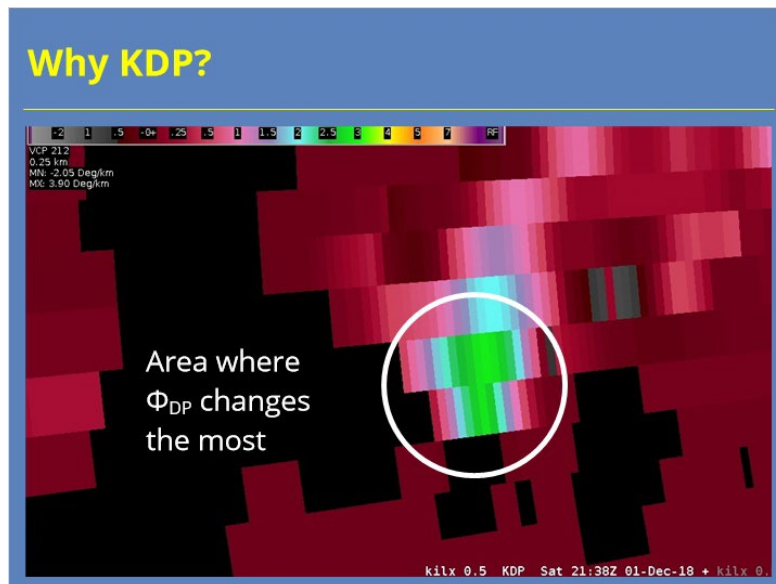 Why KDP?
-2 1 .5 -0+ .25 .5 1 1.5 2 2.5 3 4 5 7 RF
VCP 212
0.25 km
MN: -2.05 Deg/km
MX: 3.90 Deg/km
Area where
ΦDP changes
the most
kilx 0.5 KDP Sat 21:38Z 01-Dec-18 + kilx 0.